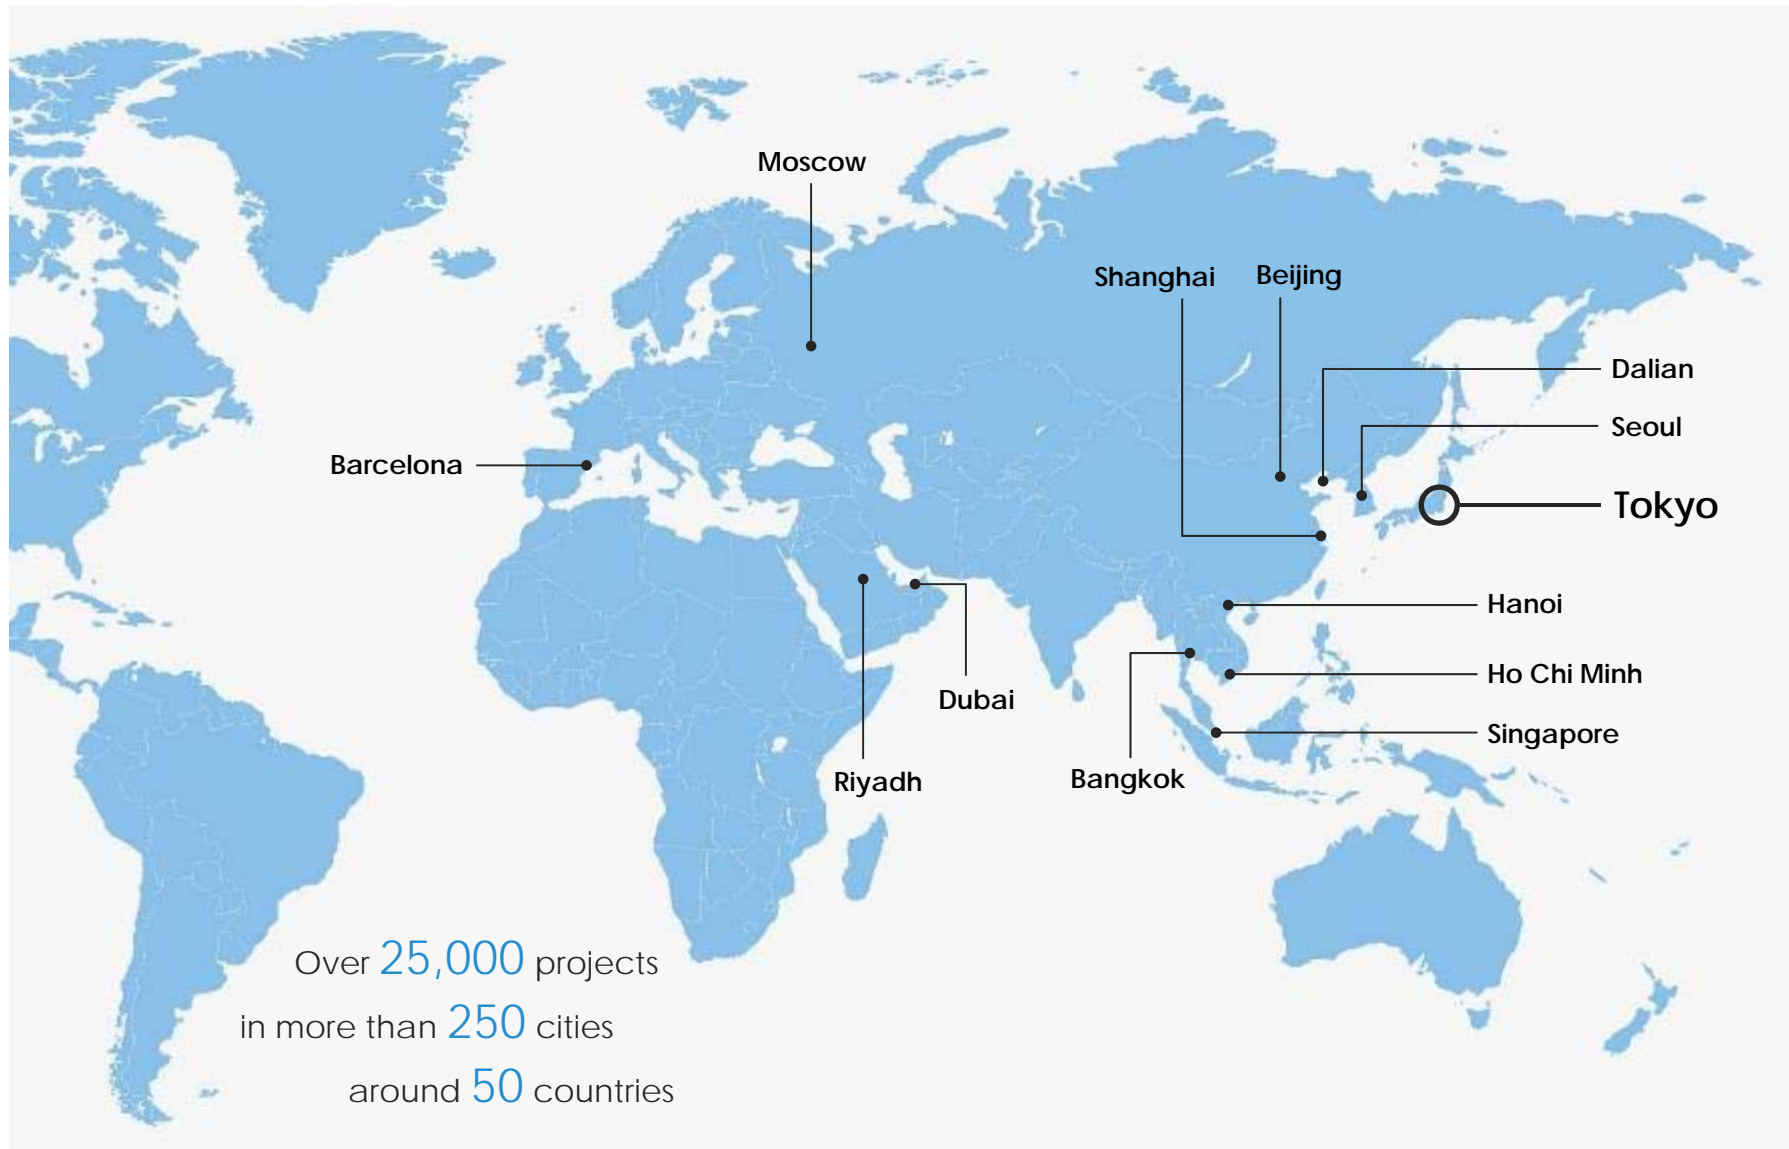 Moscow
Shanghai
Beijing
Dalian
Seoul
Barcelona
Tokyo
Hanoi
Ho Chi Minh
Dubai
Singapore
Riyadh
Bangkok
Over 25,000 projects
in more than 250 cities
around 50 countries